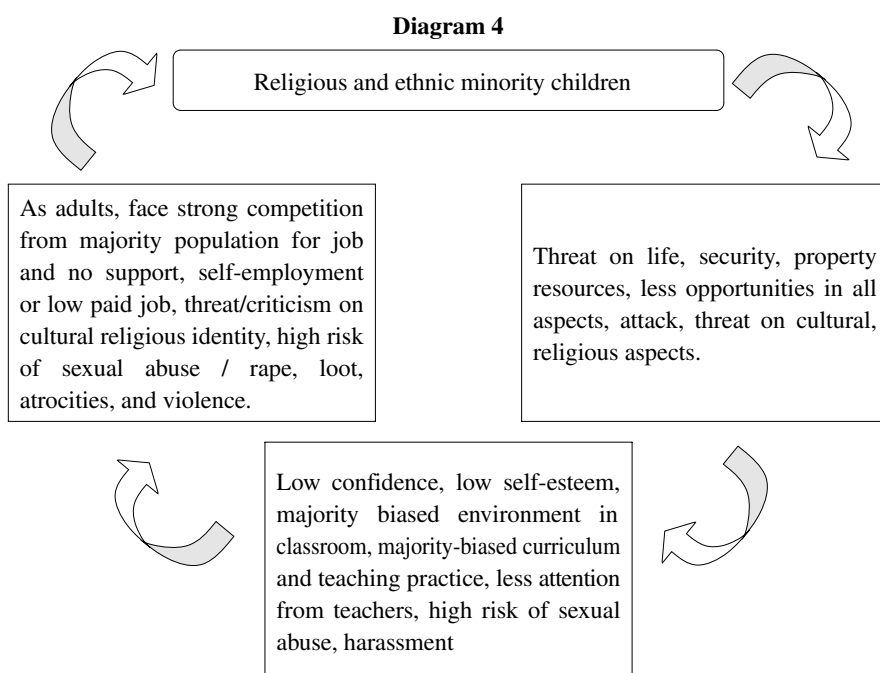 Diagram 4
Religious and ethnic minority children
As adults, face strong competition
from majority population for job
and no support, self-employment
or low paid job, threat/criticism on
cultural religious identity, high risk
of sexual abuse / rape, loot,
atrocities, and violence.
Threat on life, security, property
resources, less opportunities in all
aspects, attack, threat on cultural,
religious aspects.
Low confidence, low self-esteem,
majority biased environment in
classroom, majority-biased curriculum
and teaching practice, less attention
from teachers, high risk of sexual
abuse, harassment